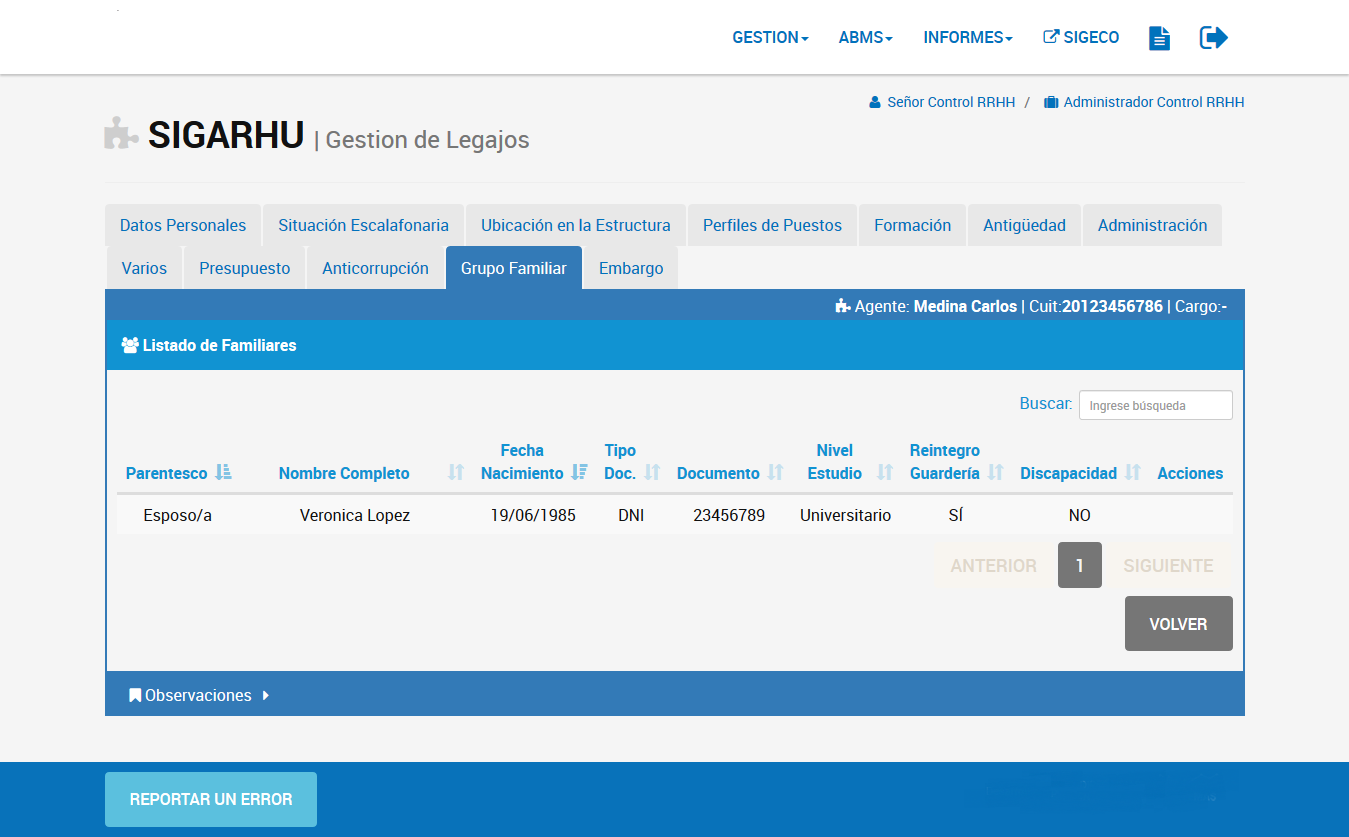 GESTION ABMS INFORMES SIGECO
Señor Control RRHH / Administrador Control RRHH
SIGARHU | Gestion de Legajos
Datos Personales Situación Escalafonaria Ubicación en la Estructura Perfiles de Puestos Formación Antigüedad Administración
Varios Presupuesto Anticorrupción Grupo Familiar Embargo
Agente: Medina Carlos | Cuit:20123456786 | Cargo:-
Listado de Familiares
Buscar: Ingrese búsqueda
Parentesco Nombre Completo Fecha Nacimiento Tipo Doc. Documento Nivel Estudio Reintegro Guardería Discapacidad Acciones
Esposo/a Veronica Lopez 19/06/1985 DNI 23456789 Universitario SÍ NO
ANTERIOR 1 SIGUIENTE
VOLVER
Observaciones
REPORTAR UN ERROR